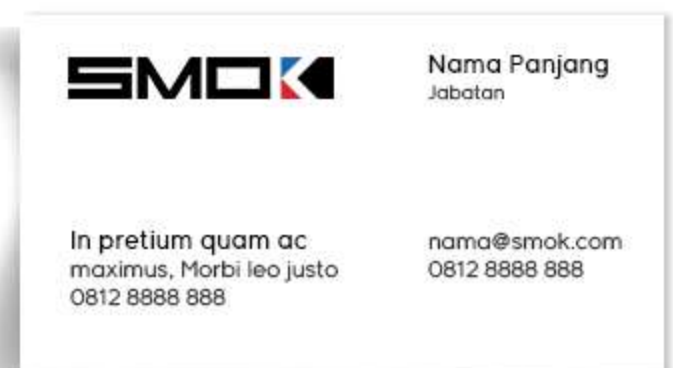 SMOK
Nama Panjang
Jabatan
In pretium quam ac
maximus, Morbi leo justo
0812 8888 888
nama@smok.com
0812 8888 888